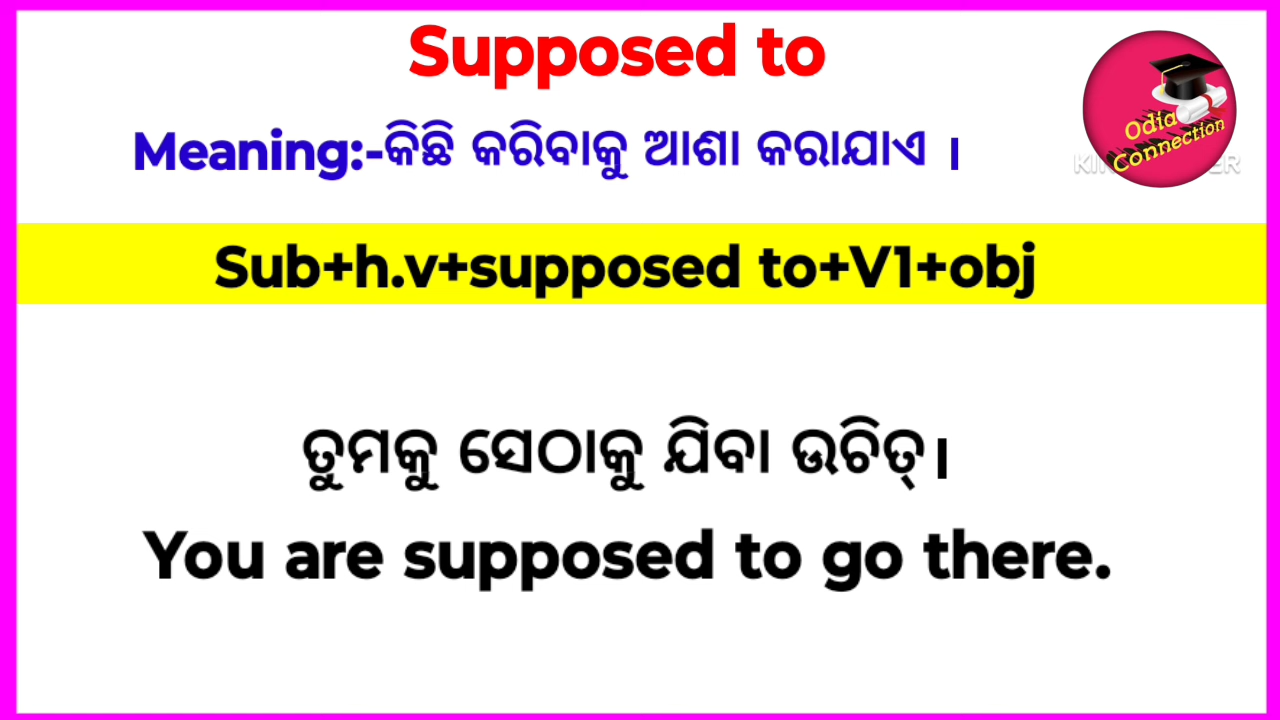 Supposed to
Meaning:-କିଛି କରିବାକୁ ଆଶା କରାଯାଏ ।
Odia
Connection
Sub+h.v+supposed to+V1+obj
ତୁମକୁ ସେଠାକୁ ଯିବା ଉଚିତ୍।
You are supposed to go there.